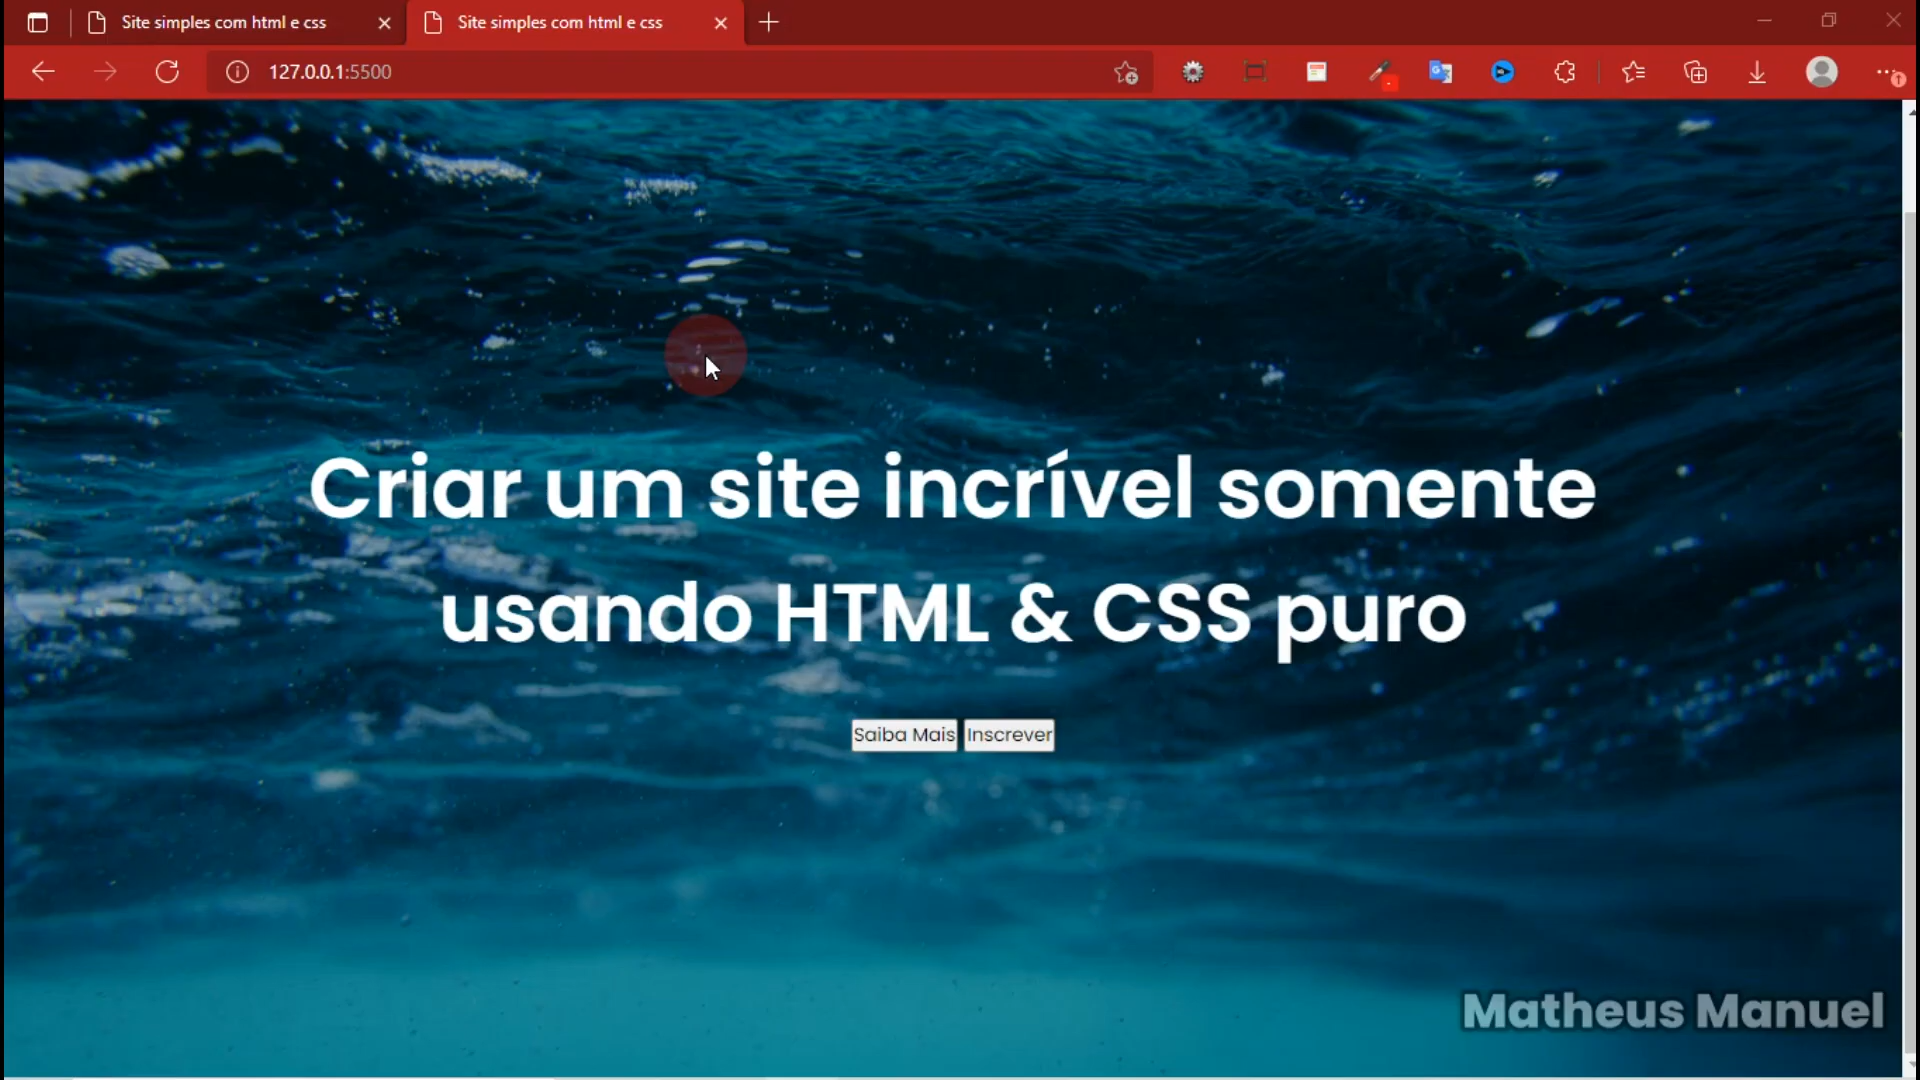 Site simples com html e css
Site simples com html e css
127.0.0.1:5500
Criar um site incrível somente
usando HTML & CSS puro
Saiba Mais Inscrever
Matheus Manuel